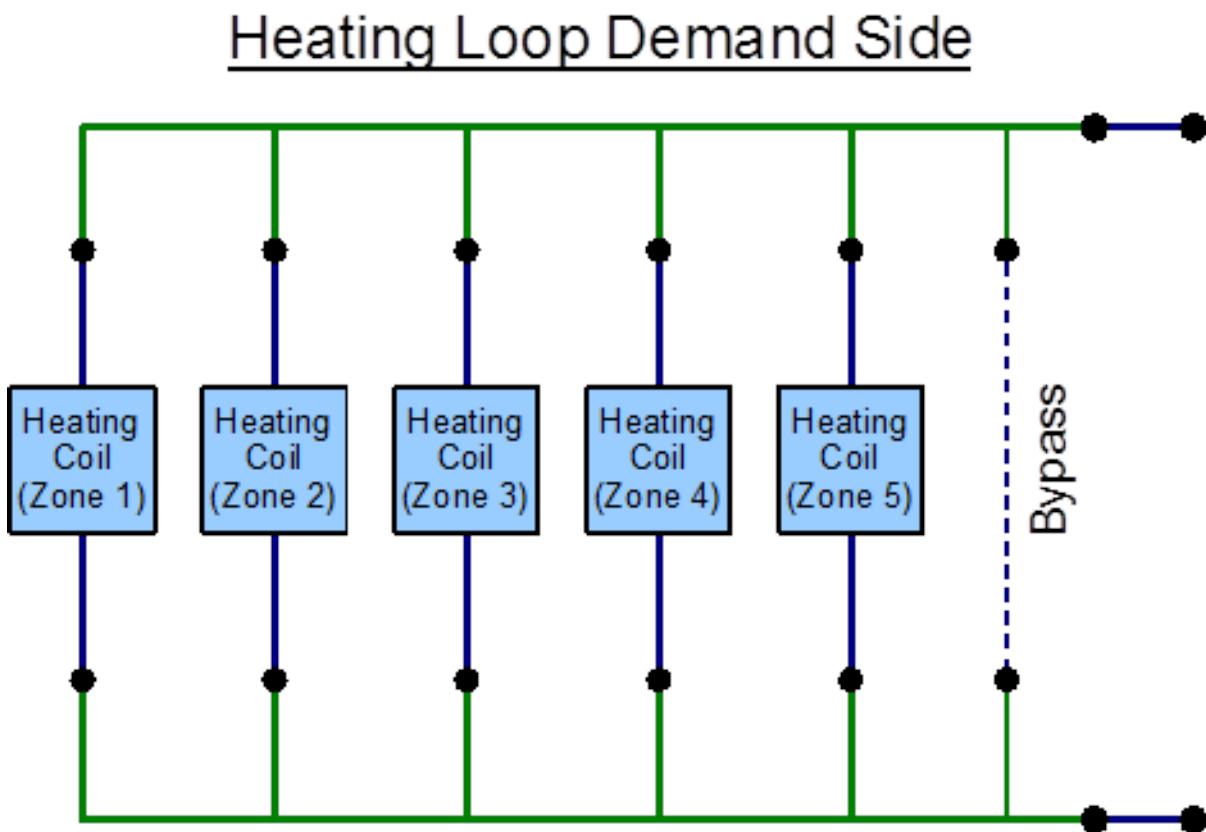 Heating Loop Demand Side
Heating
Coil
(Zone 1)
Heating
Coil
(Zone 2)
Heating
Coil
(Zone 3)
Heating
Coil
(Zone 4)
Heating
Coil
(Zone 5)
Bypass